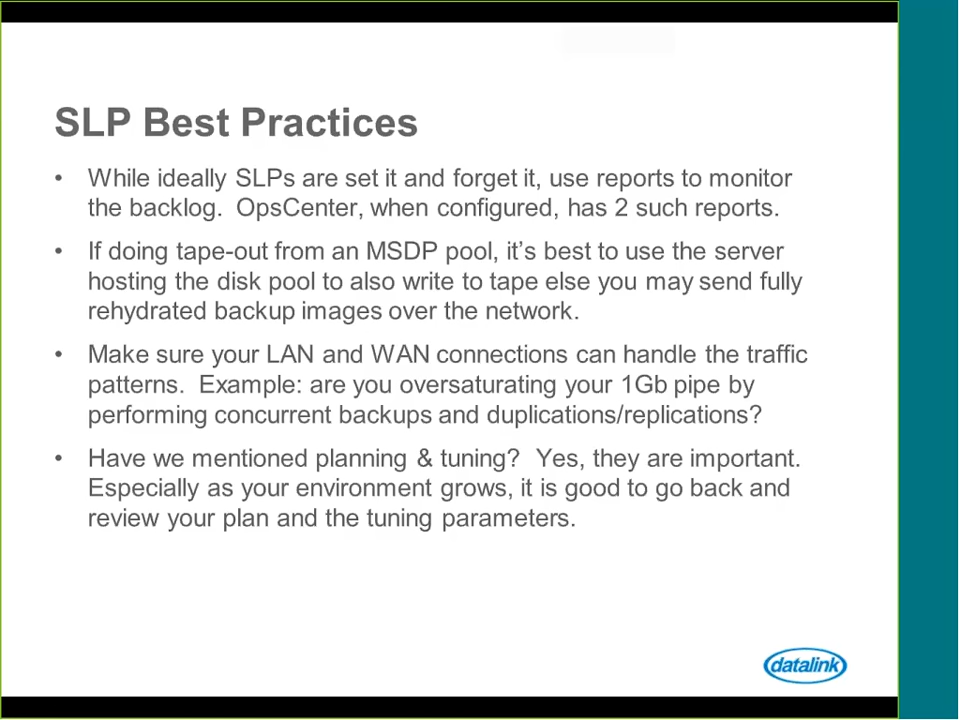 SLP Best Practices
• While ideally SLPs are set it and forget it, use reports to monitor
the backlog.  OpsCenter, when configured, has 2 such reports.
• If doing tape-out from an MSDP pool, it’s best to use the server
hosting the disk pool to also write to tape else you may send fully
rehydrated backup images over the network.
• Make sure your LAN and WAN connections can handle the traffic
patterns.  Example: are you oversaturating your 1Gb pipe by
performing concurrent backups and duplications/replications?
• Have we mentioned planning & tuning?  Yes, they are important.
Especially as your environment grows, it is good to go back and
review your plan and the tuning parameters.
datalink